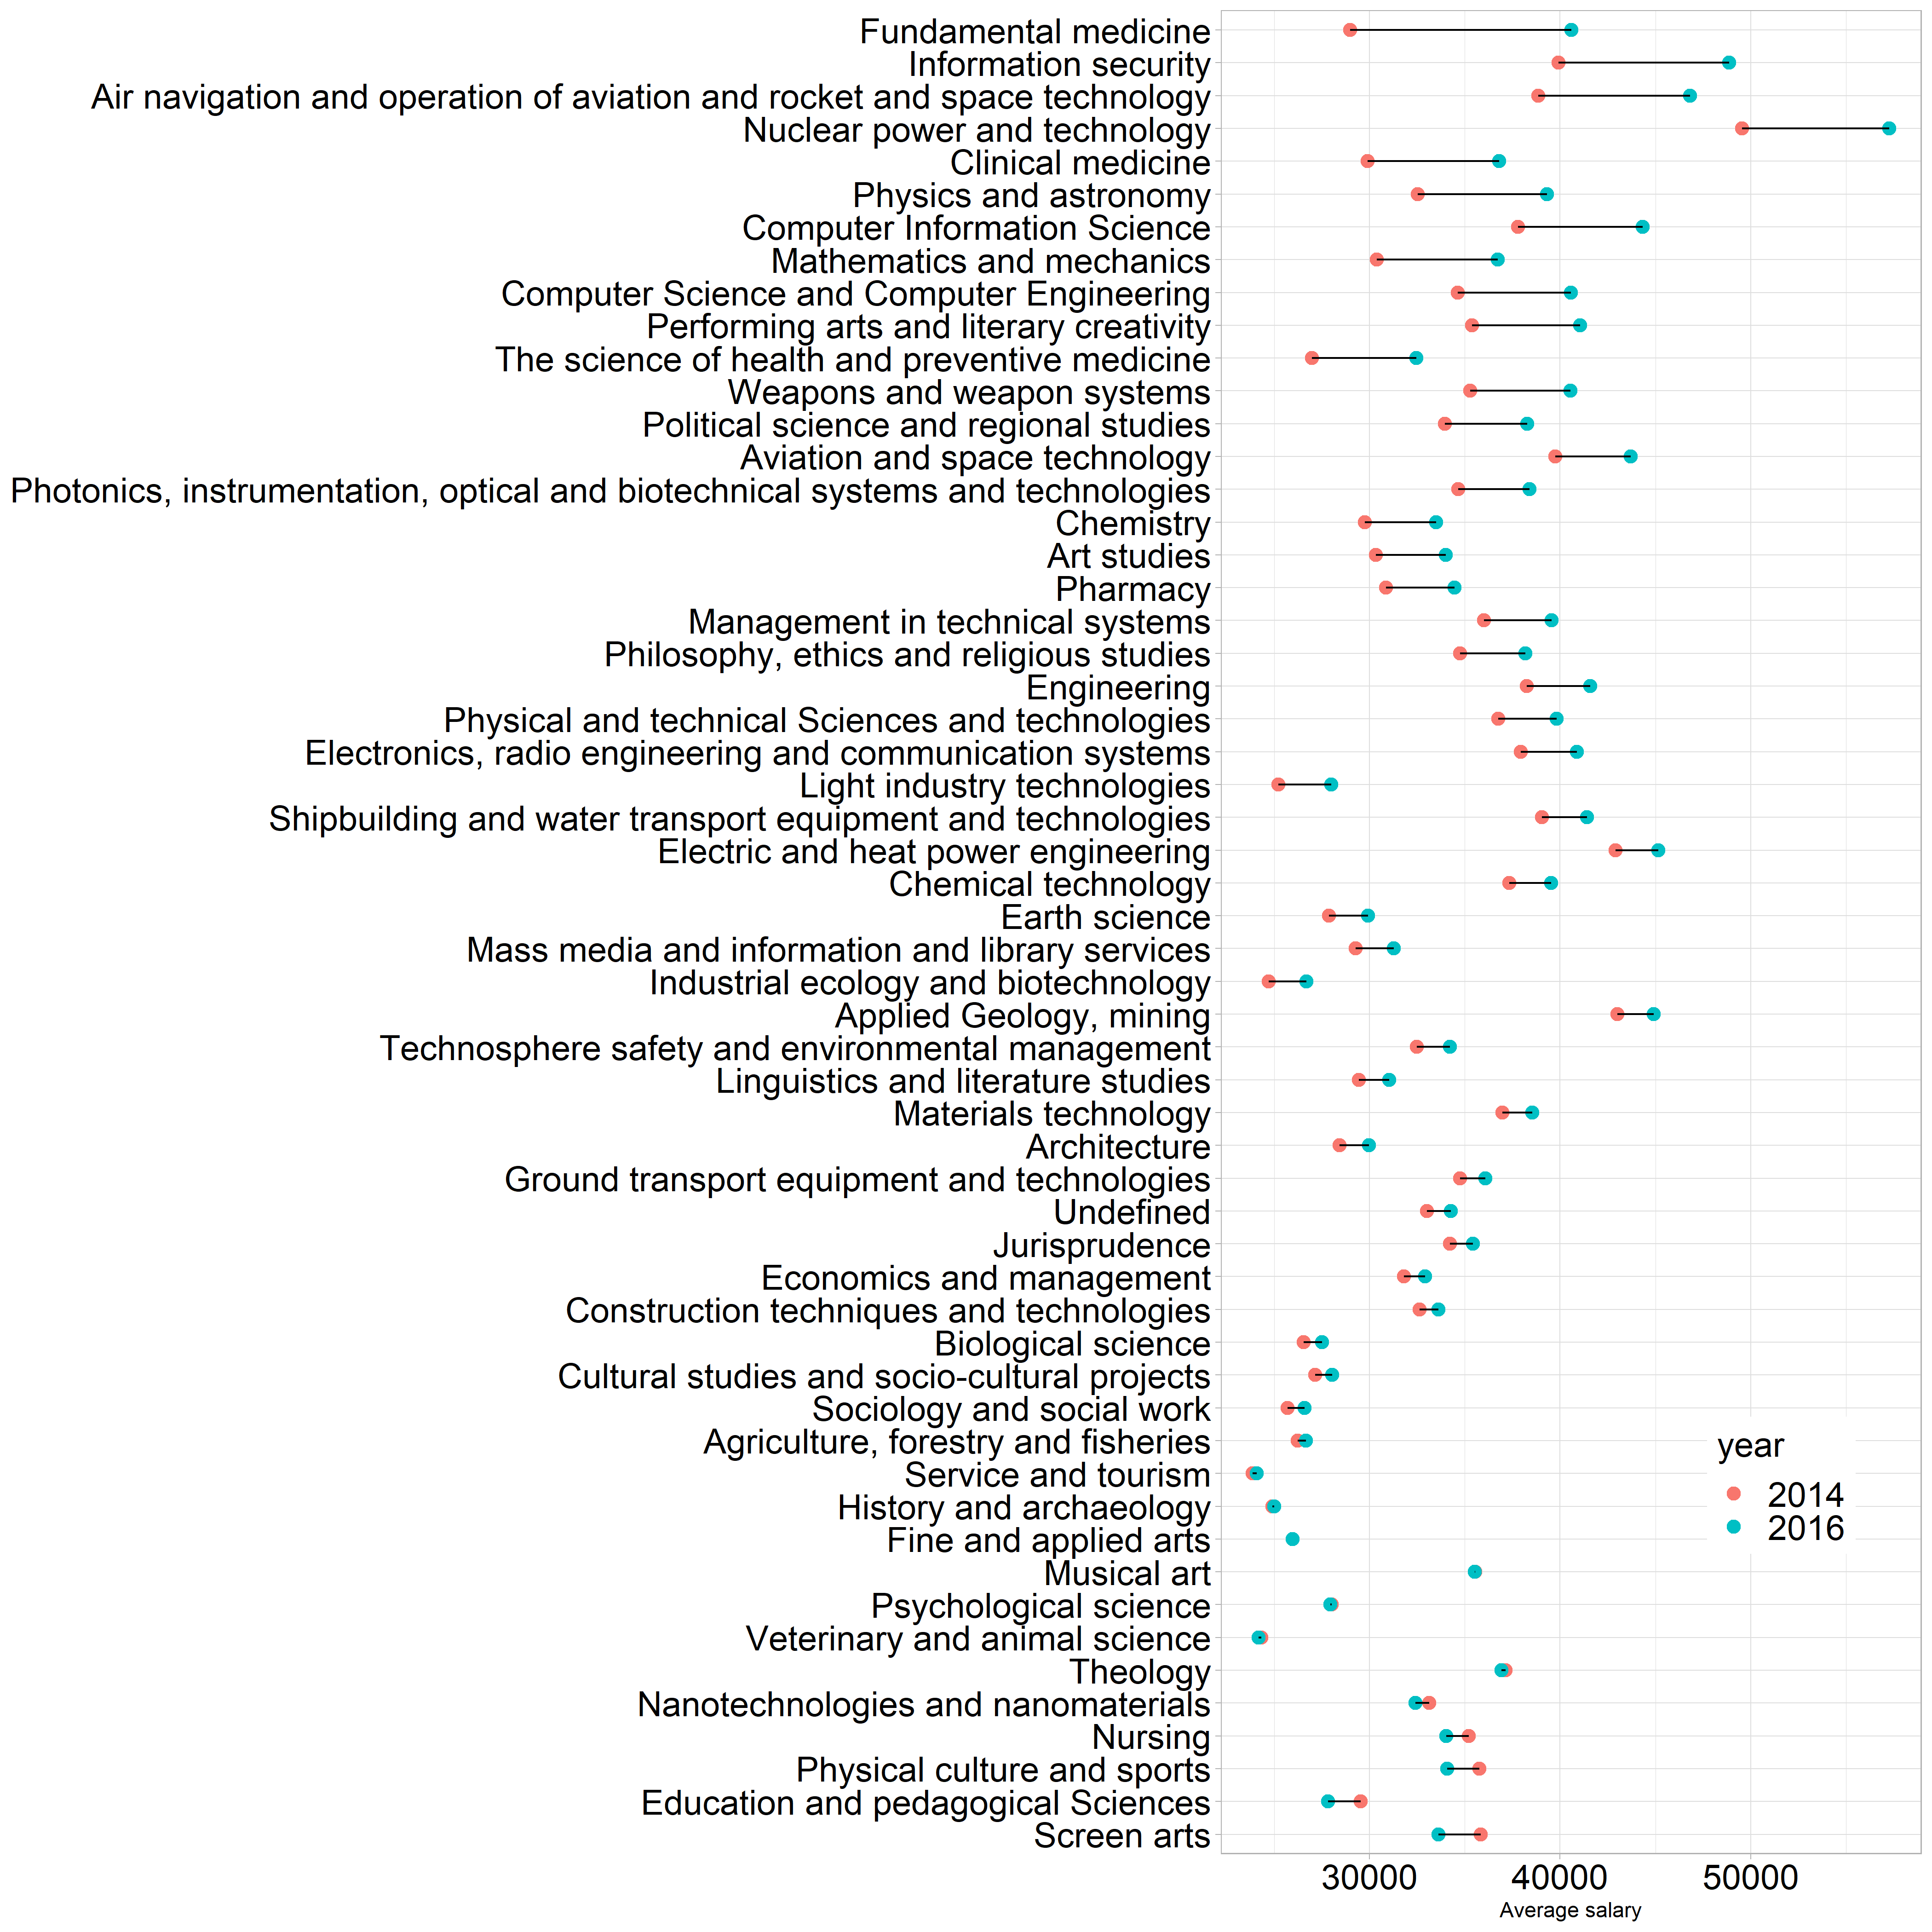 Fundamental medicine
Information security
Air navigation and operation of aviation and rocket and space technology
Nuclear power and technology
Clinical medicine
Physics and astronomy
Computer Information Science
Mathematics and mechanics
Computer Science and Computer Engineering
Performing arts and literary creativity
The science of health and preventive medicine
Weapons and weapon systems
Political science and regional studies
Aviation and space technology
Photonics, instrumentation, optical and biotechnical systems and technologies
Chemistry
Art studies
Pharmacy
Management in technical systems
Philosophy, ethics and religious studies
Engineering
Physical and technical Sciences and technologies
Electronics, radio engineering and communication systems
Light industry technologies
Shipbuilding and water transport equipment and technologies
Electric and heat power engineering
Chemical technology
Earth science
Mass media and information and library services
Industrial ecology and biotechnology
Applied Geology, mining
Technosphere safety and environmental management
Linguistics and literature studies
Materials technology
Architecture
Ground transport equipment and technologies
Undefined
Jurisprudence
Economics and management
Construction techniques and technologies
Biological science
Cultural studies and socio-cultural projects
Sociology and social work
Agriculture, forestry and fisheries
Service and tourism
History and archaeology
Fine and applied arts
Musical art
Psychological science
Veterinary and animal science
Theology
Nanotechnologies and nanomaterials
Nursing
Physical culture and sports
Education and pedagogical Sciences
Screen arts
year
2014
2016
30000 40000 50000
Average salary